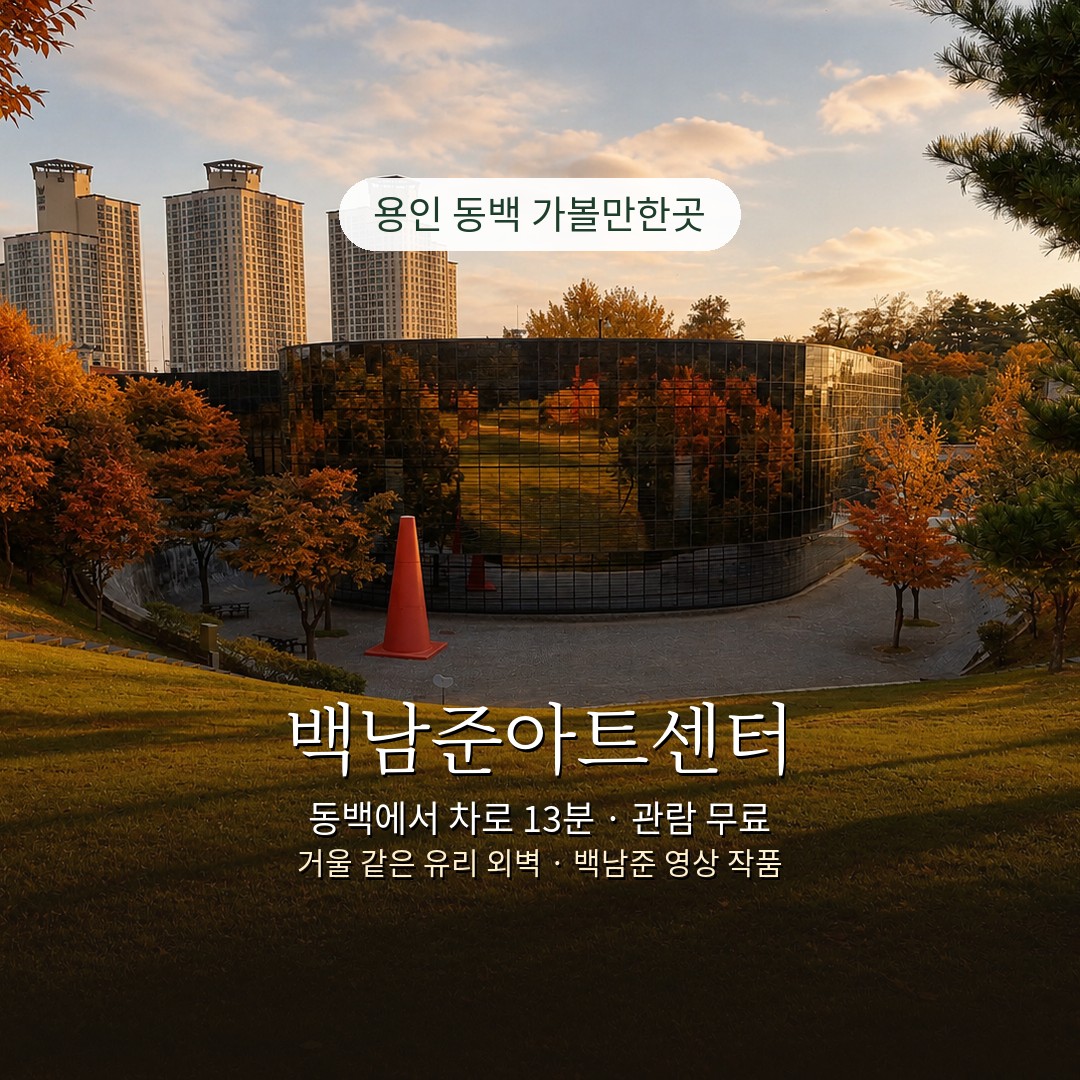 용인 동백 가볼만한곳
백남준아트센터
동백에서 차로 13분 · 관람 무료
거울 같은 유리 외벽 · 백남준 영상 작품